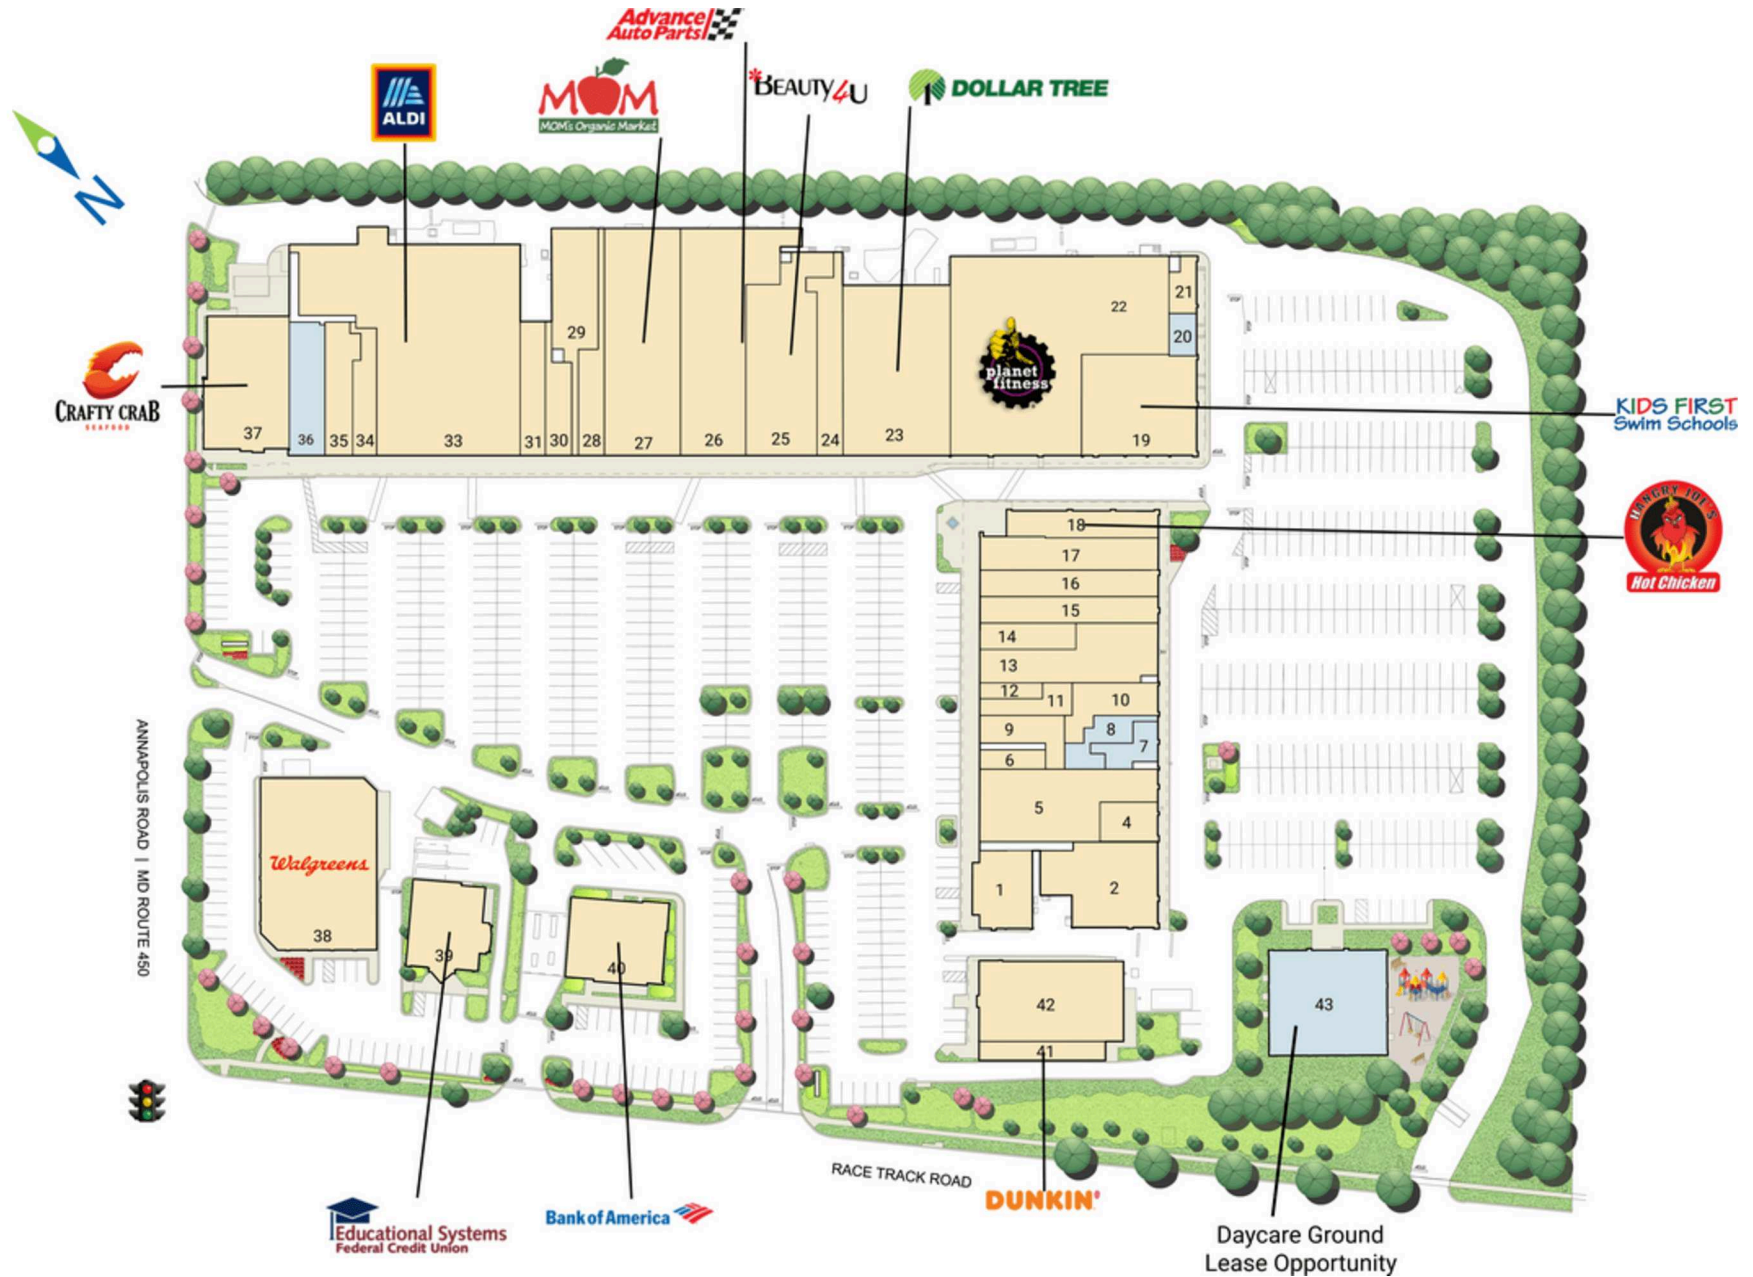 Advance
Auto Parts
ALDI
MOM
MOM's Organic Market
BEAUTY4U
DOLLAR TREE
N
22
21
20
29
planet
fitness
CRAFTY CRAB
SEAFOOD
37
36
35
34
33
31
30
28
27
26
25
24
23
19
KIDS FIRST
Swim Schools
ANGRY JOE'S
Hot Chicken
18
17
16
15
14
13
12
11
10
9
8
7
6
5
4
1
2
ANNAPOLIS ROAD | MD ROUTE 450
Walgreens
38
39
40
42
41
43
RACE TRACK ROAD
Educational Systems
Federal Credit Union
Bank of America
DUNKIN'
Daycare Ground
Lease Opportunity